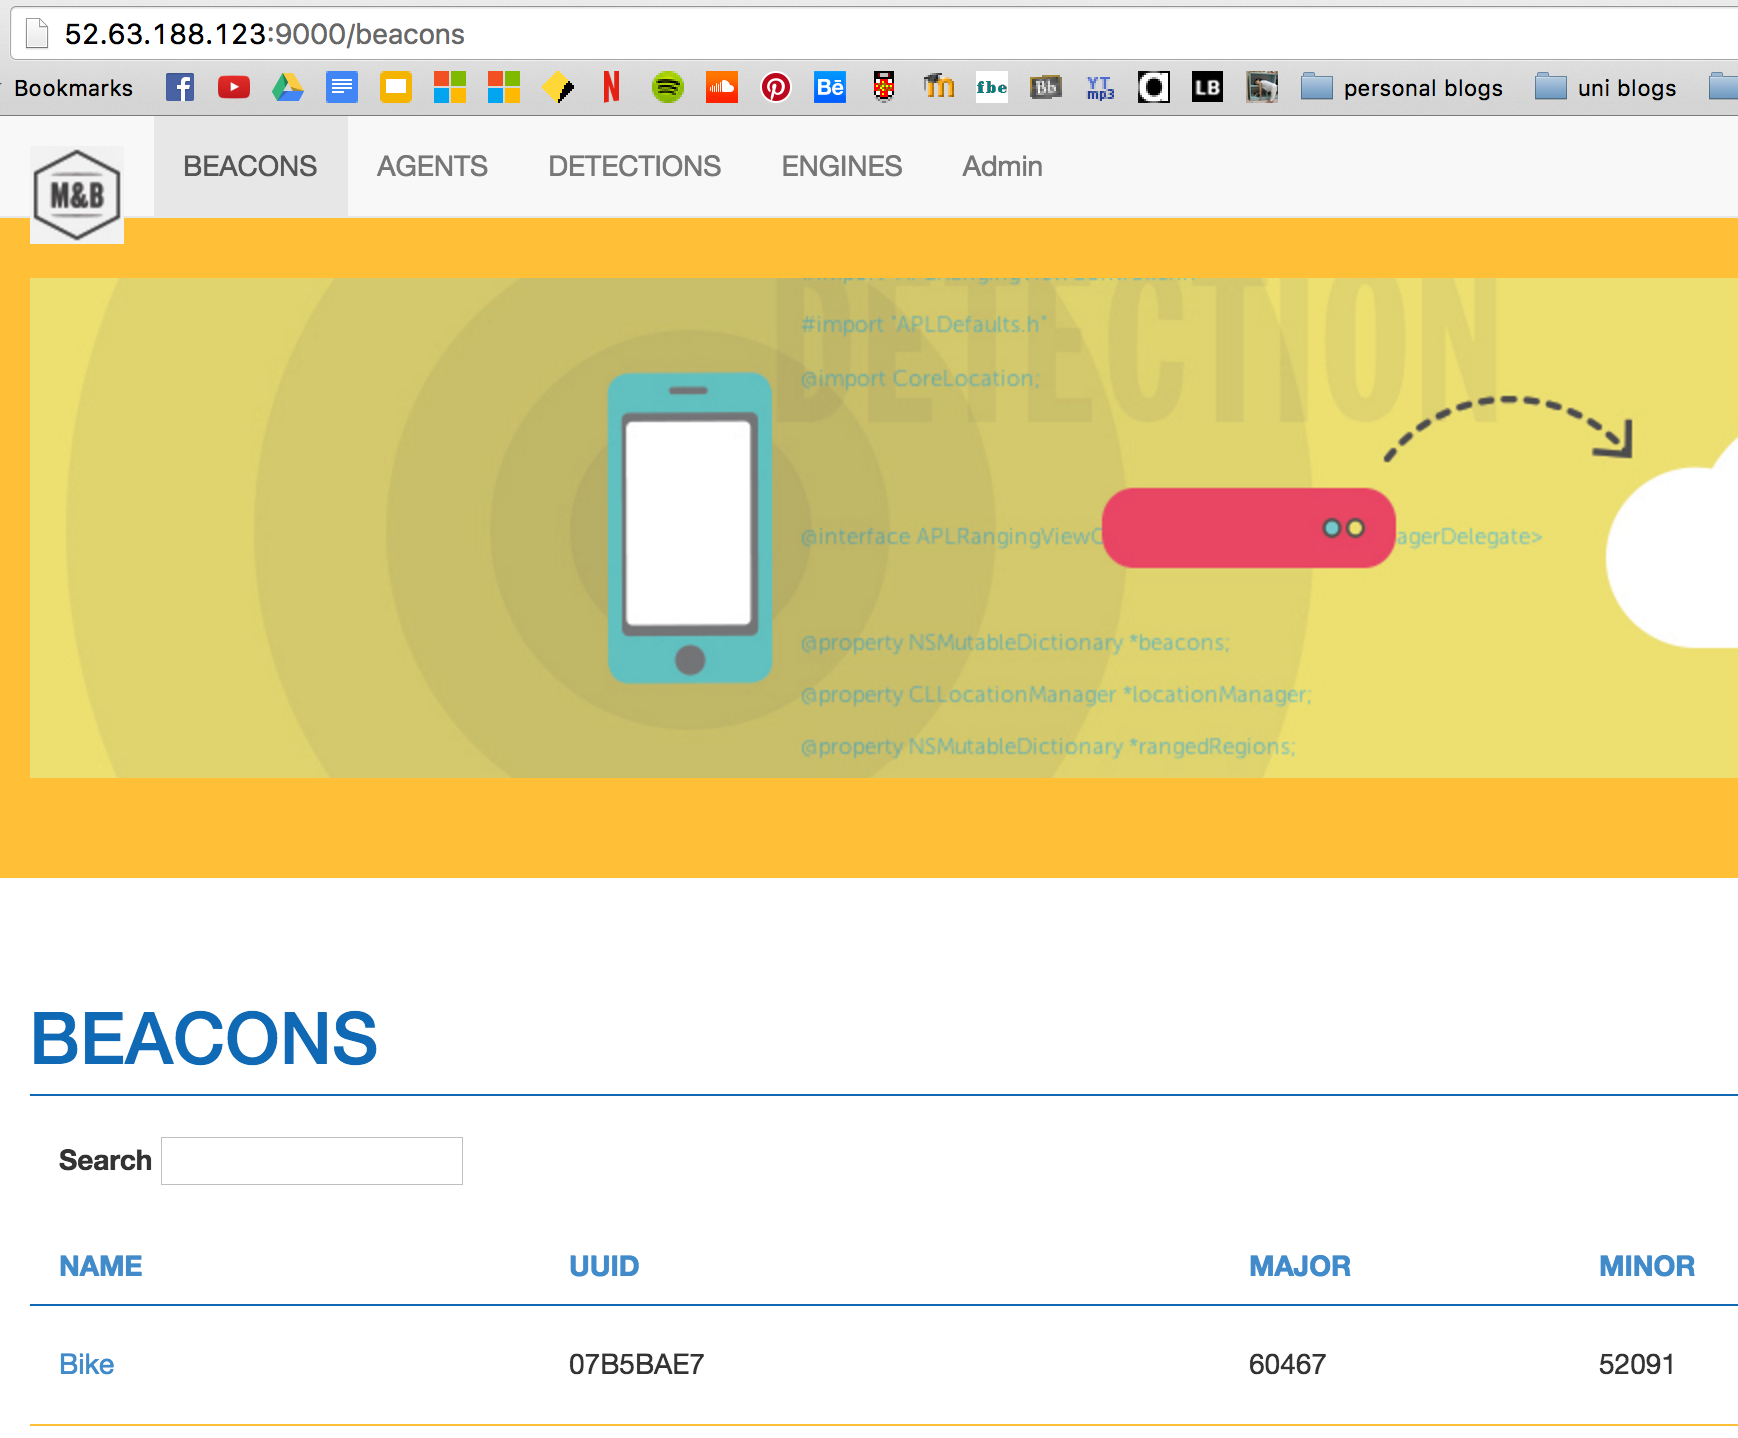 52.63.188.123:9000/beacons
Bookmarks
Bē
fbe
Bb
YT
mp3
LB
personal blogs
uni blogs
M&B
BEACONS
AGENTS
DETECTIONS
ENGINES
Admin
DETECTION
#import "APLDefaults.h"
@import CoreLocation;
@interface APLRangingViewC
agerDelegate>
@property NSMutableDictionary *beacons;
@property CLLocationManager *locationManager;
@property NSMutableDictionary *rangedRegions;
BEACONS
Search
NAME UUID MAJOR MINOR
Bike 07B5BAE7 60467 52091